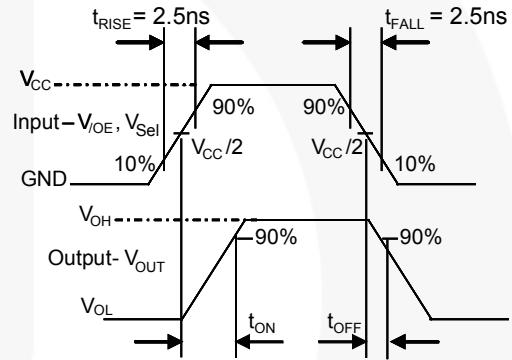 tRISE = 2.5ns
tFALL = 2.5ns
VCC
90%
90%
Input–V/OE, VSel
VCC/2
VCC/2
10%
10%
GND
VOH
90%
90%
Output- VOUT
VOL
tON
tOFF